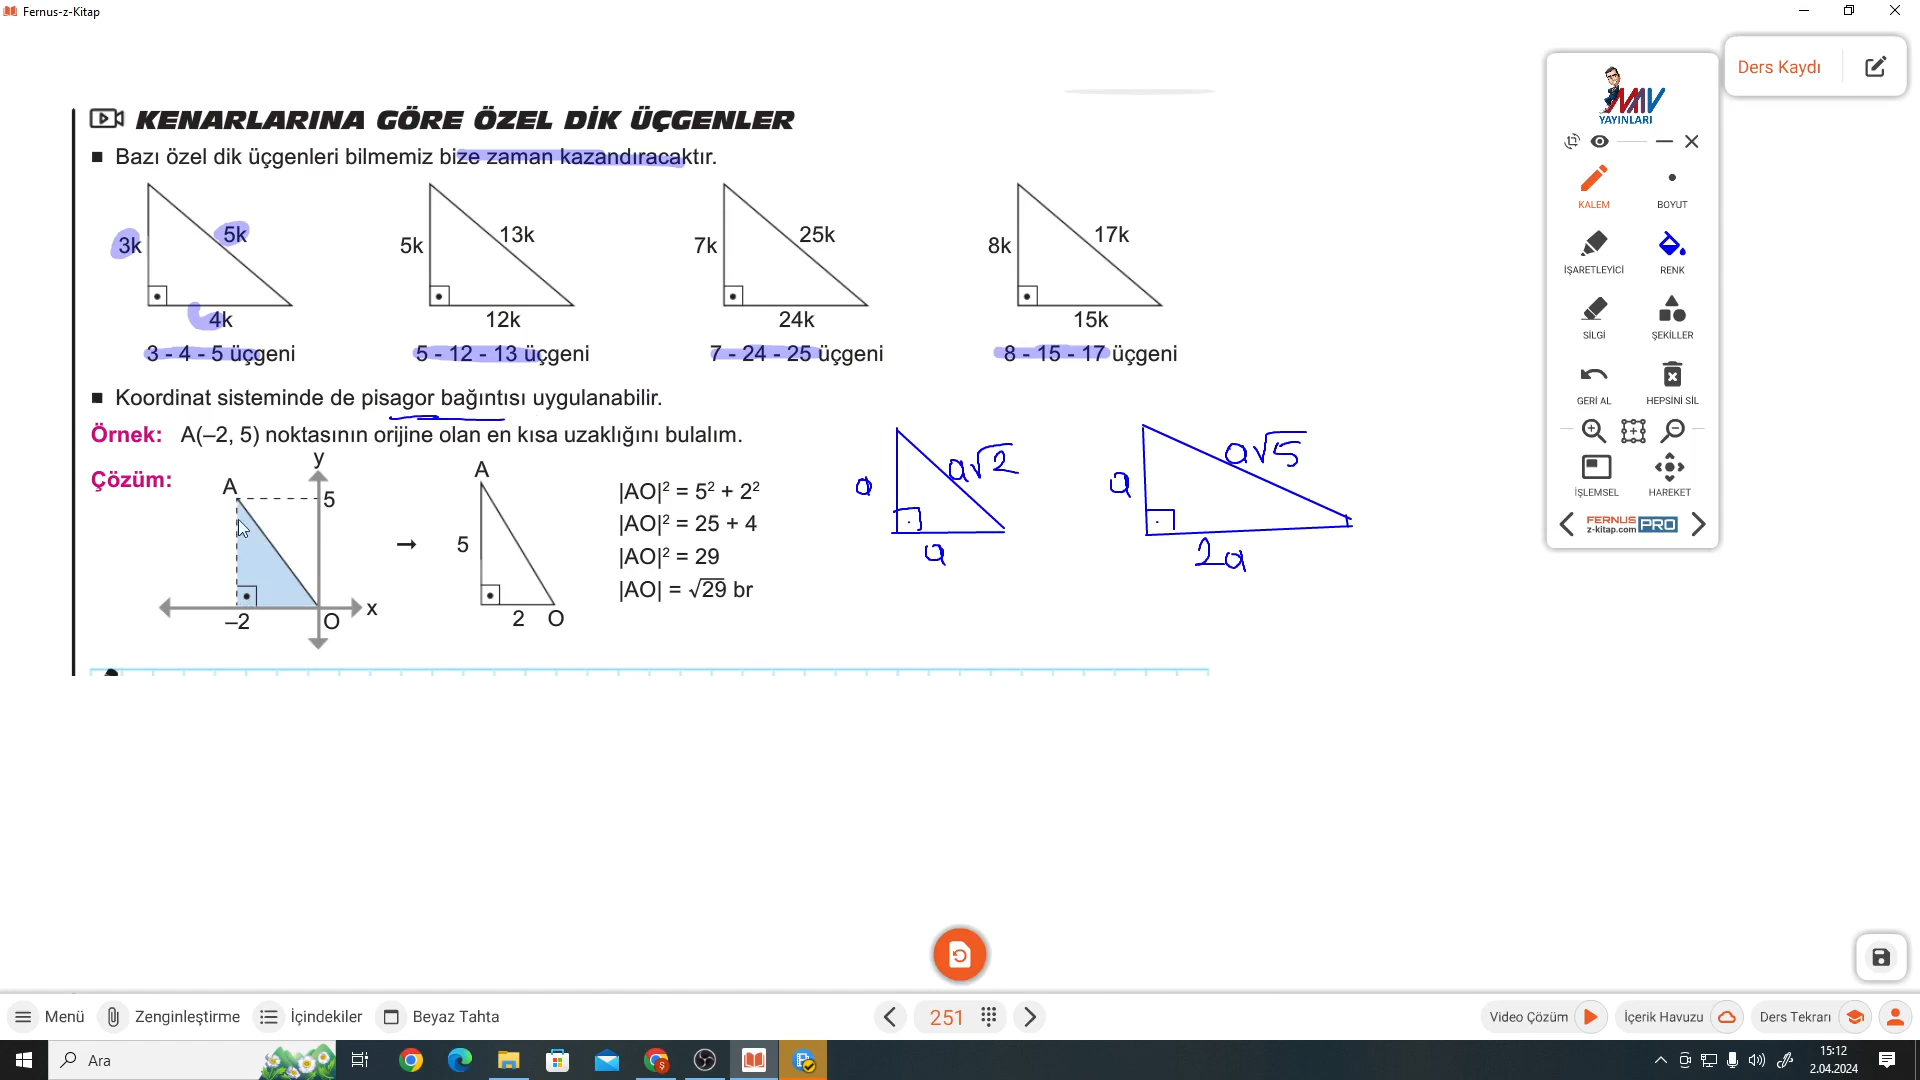 Fernus-z-Kitap
Ders Kaydı
MMV
YAYINLARI
KENARLARINA GÖRE ÖZEL DİK ÜÇGENLER
■ Bazı özel dik üçgenleri bilmemiz bize zaman kazandıracaktır.
3k 5k 4k
5k 13k 12k
7k 25k 24k
8k 17k 15k
3 - 4 - 5 üçgeni
5 - 12 - 13 üçgeni
7 - 24 - 25 üçgeni
8 - 15 - 17 üçgeni
■ Koordinat sisteminde de pisagor bağıntısı uygulanabilir.
Örnek: A(–2, 5) noktasının orijine olan en kısa uzaklığını bulalım.
Çözüm:
y
A
5
–2
O
x
→
A
5
2
O
|AO|² = 5² + 2²
|AO|² = 25 + 4
|AO|² = 29
|AO| = √29 br
a a√2
a
a a√5
2a
KALEM
BOYUT
İŞARETLEYİCİ
RENK
SİLGİ
ŞEKİLLER
GERİ AL
HEPSİNİ SİL
İŞLEMSEL
HAREKET
FERNUS
z-kitap.com
PRO
Menü
Zenginleştirme
İçindekiler
Beyaz Tahta
251
Video Çözüm
İçerik Havuzu
Ders Tekrarı
Ara
15:12
2.04.2024